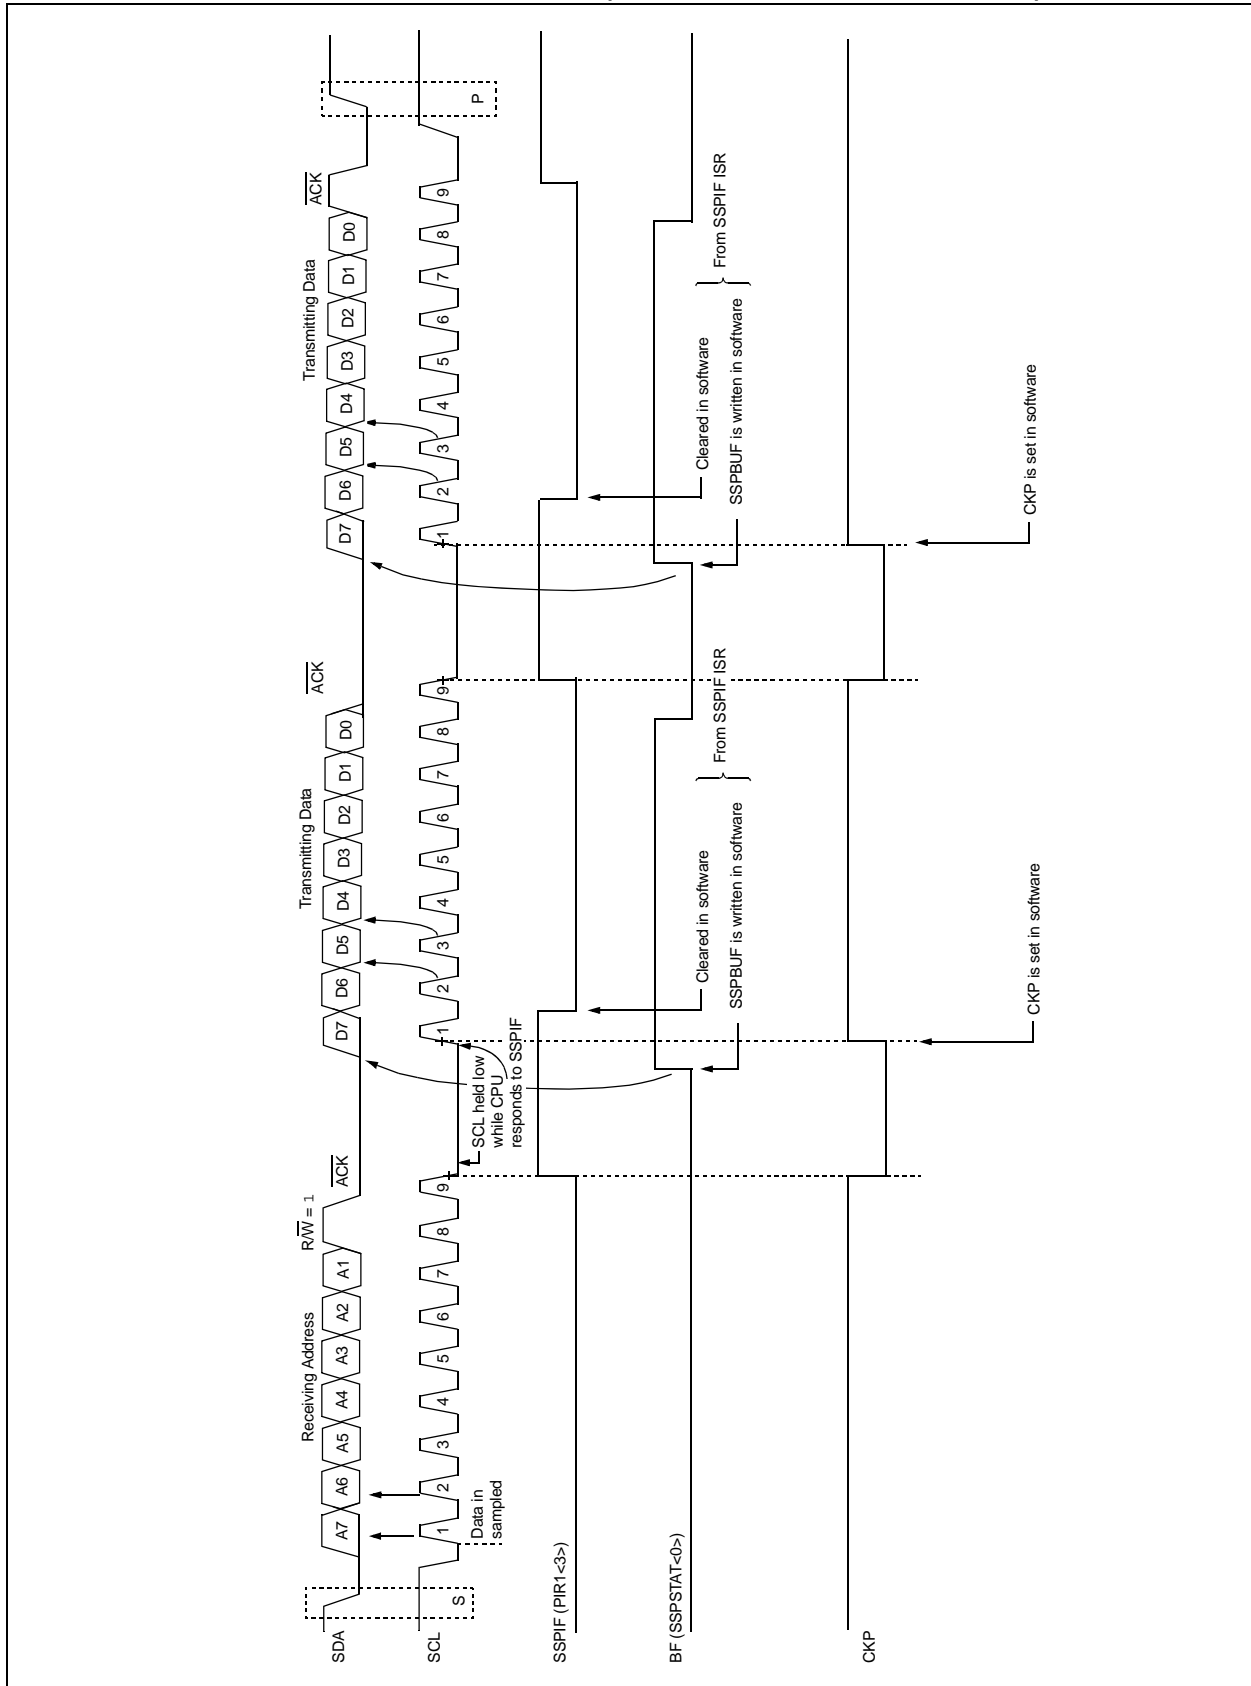 Receiving Address
R/W = 1
ACK
Transmitting Data
ACK
Transmitting Data
ACK
SDA
A7 A6 A5 A4 A3 A2 A1
D7 D6 D5 D4 D3 D2 D1 D0
D7 D6 D5 D4 D3 D2 D1 D0
SCL
1 2 3 4 5 6 7 8 9
1 2 3 4 5 6 7 8 9
1 2 3 4 5 6 7 8 9
S
Data in
sampled
SCL held low
while CPU
responds to SSPIF
P
SSPIF (PIR1<3>)
Cleared in software
Cleared in software
BF (SSPSTAT<0>)
SSPBUF is written in software
From SSPIF ISR
SSPBUF is written in software
From SSPIF ISR
CKP
CKP is set in software
CKP is set in software